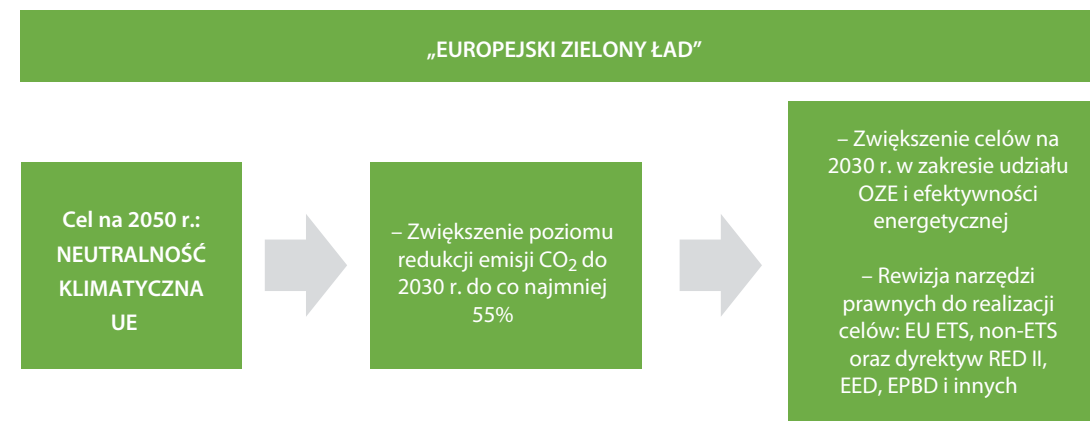 „EUROPEJSKI ZIELONY ŁAD”
Cel na 2050 r.:
NEUTRALNOŚĆ
KLIMATYCZNA
UE
– Zwiększenie poziomu
redukcji emisji CO₂ do
2030 r. do co najmniej
55%
– Zwiększenie celów na
2030 r. w zakresie udziału
OZE i efektywności
energetycznej
– Rewizja narzędzi
prawnych do realizacji
celów: EU ETS, non-ETS
oraz dyrektyw RED II,
EED, EPBD i innych